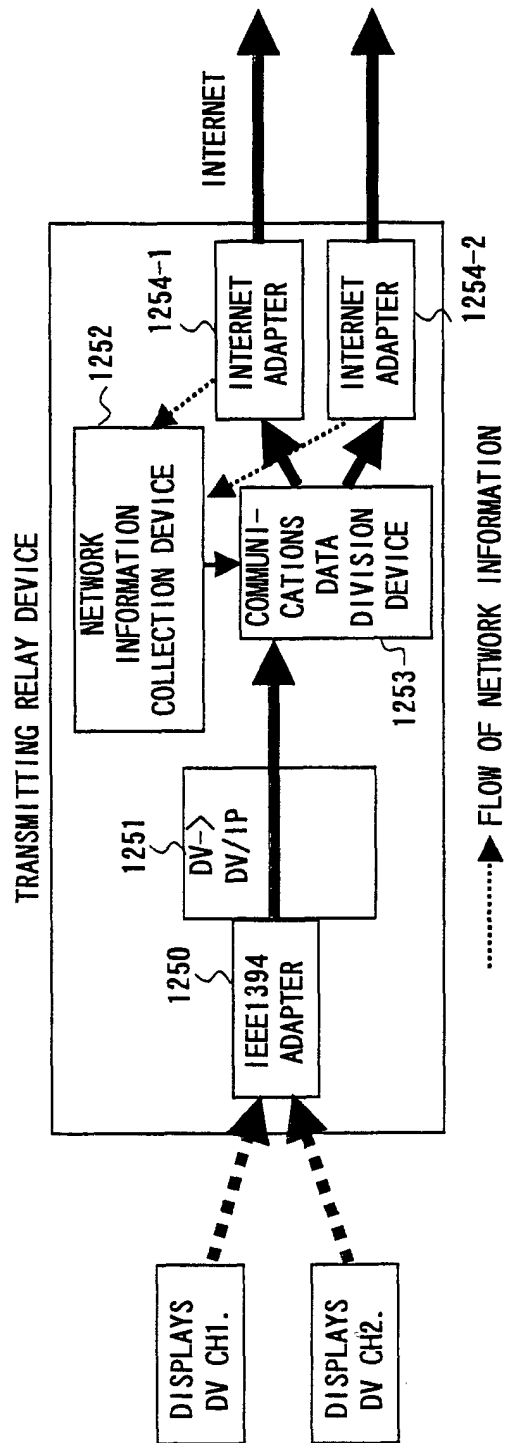 TRANSMITTING RELAY DEVICE
DISPLAYS
DV CH1.
DISPLAYS
DV CH2.
1250
IEEE1394
ADAPTER
1251
DV->
DV/IP
1252
NETWORK
INFORMATION
COLLECTION DEVICE
COMMUNI-
CATIONS
DATA
DIVISION
DEVICE
1253
1254-1
INTERNET
ADAPTER
INTERNET
ADAPTER
1254-2
INTERNET
FLOW OF NETWORK INFORMATION